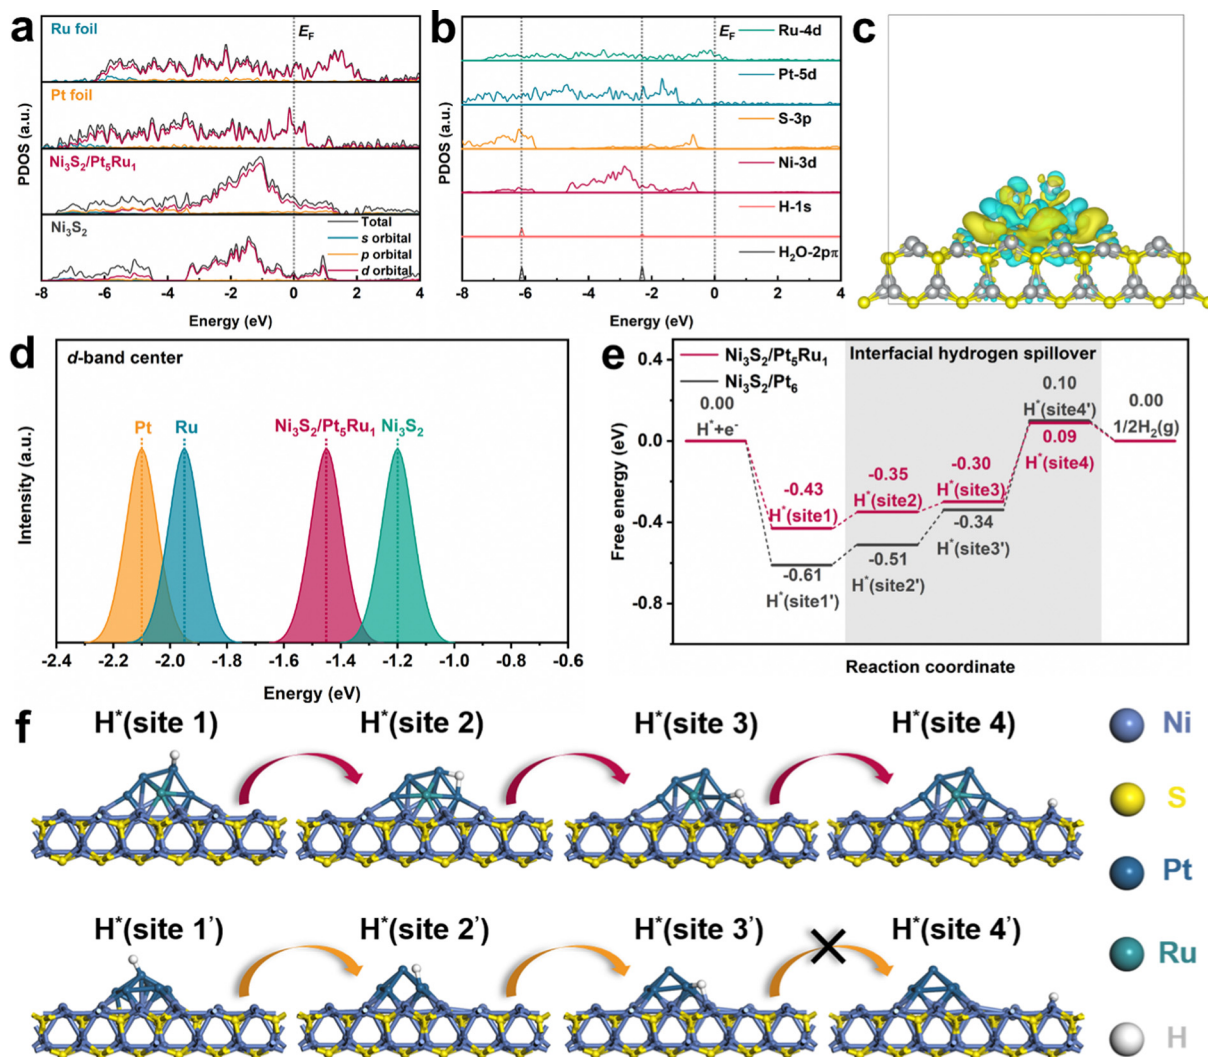 a
Ru foil
E_F
Pt foil
Ni₃S₂/Pt₅Ru₁
Ni₃S₂
Total
s orbital
p orbital
d orbital
PDOS (a.u.)
-8 -6 -4 -2 0 2 4
Energy (eV)
b
E_F
Ru-4d
Pt-5d
S-3p
Ni-3d
H-1s
H₂O-2pπ
PDOS (a.u.)
-8 -6 -4 -2 0 2 4
Energy (eV)
c
d
d-band center
Pt
Ru
Ni₃S₂/Pt₅Ru₁
Ni₃S₂
Intensity (a.u.)
-2.4 -2.2 -2.0 -1.8 -1.6 -1.4 -1.2 -1.0 -0.8 -0.6
Energy (eV)
e
Ni₃S₂/Pt₅Ru₁
Ni₃S₂/Pt₆
Interfacial hydrogen spillover
Free energy (eV)
0.4
0.0
-0.4
-0.8
0.00
H*+e⁻
-0.43
H*(site1)
-0.35
H*(site2)
-0.30
H*(site3)
0.10
H*(site4')
0.09
H*(site4)
0.00
1/2H₂(g)
-0.61
H*(site1')
-0.51
H*(site2')
-0.34
H*(site3')
Reaction coordinate
f
H*(site 1)
H*(site 2)
H*(site 3)
H*(site 4)
H*(site 1')
H*(site 2')
H*(site 3')
H*(site 4')
Ni
S
Pt
Ru
H